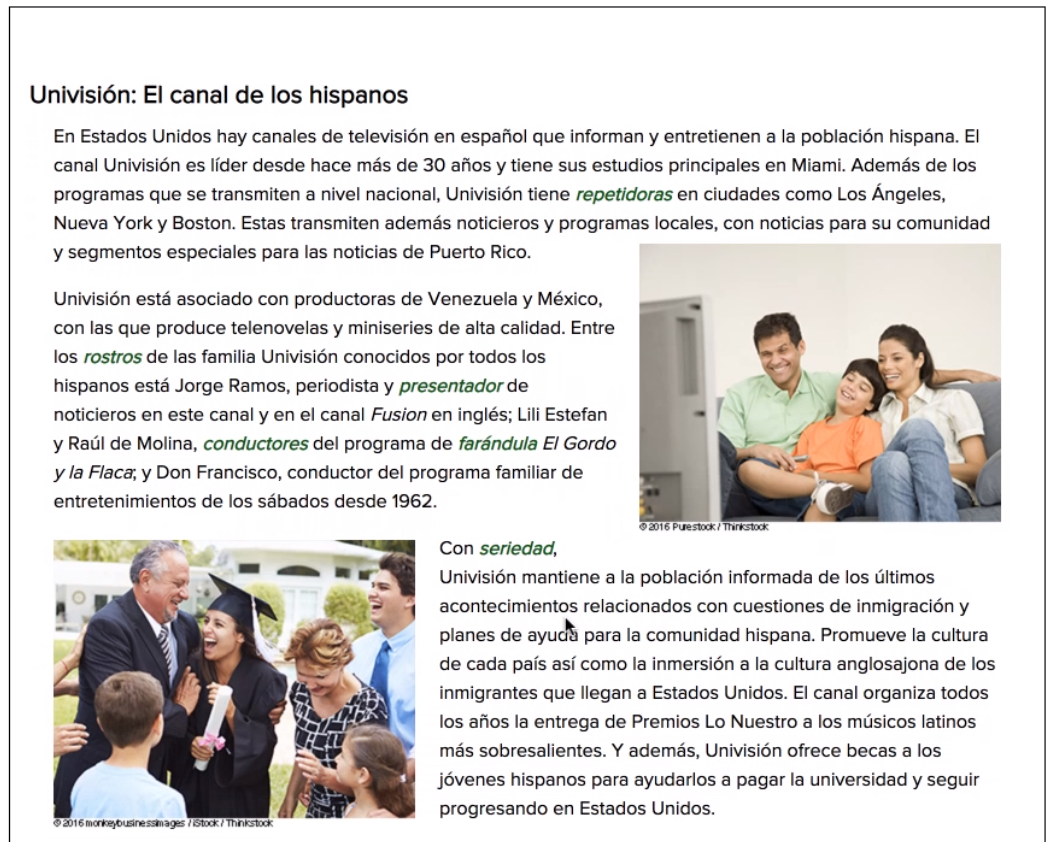 Univisión: El canal de los hispanos
En Estados Unidos hay canales de televisión en español que informan y entretienen a la población hispana. El
canal Univisión es líder desde hace más de 30 años y tiene sus estudios principales en Miami. Además de los
programas que se transmiten a nivel nacional, Univisión tiene repetidoras en ciudades como Los Ángeles,
Nueva York y Boston. Estas transmiten además noticieros y programas locales, con noticias para su comunidad
y segmentos especiales para las noticias de Puerto Rico.
Univisión está asociado con productoras de Venezuela y México,
con las que produce telenovelas y miniseries de alta calidad. Entre
los rostros de las familia Univisión conocidos por todos los
hispanos está Jorge Ramos, periodista y presentador de
noticieros en este canal y en el canal Fusion en inglés; Lili Estefan
y Raúl de Molina, conductores del programa de farándula El Gordo
y la Flaca; y Don Francisco, conductor del programa familiar de
entretenimientos de los sábados desde 1962.
© 2016 Purestock / Thinkstock
Con seriedad,
Univisión mantiene a la población informada de los últimos
acontecimientos relacionados con cuestiones de inmigración y
planes de ayuda para la comunidad hispana. Promueve la cultura
de cada país así como la inmersión a la cultura anglosajona de los
inmigrantes que llegan a Estados Unidos. El canal organiza todos
los años la entrega de Premios Lo Nuestro a los músicos latinos
más sobresalientes. Y además, Univisión ofrece becas a los
jóvenes hispanos para ayudarlos a pagar la universidad y seguir
progresando en Estados Unidos.
© 2016 monkeybusinessimages / iStock / Thinkstock